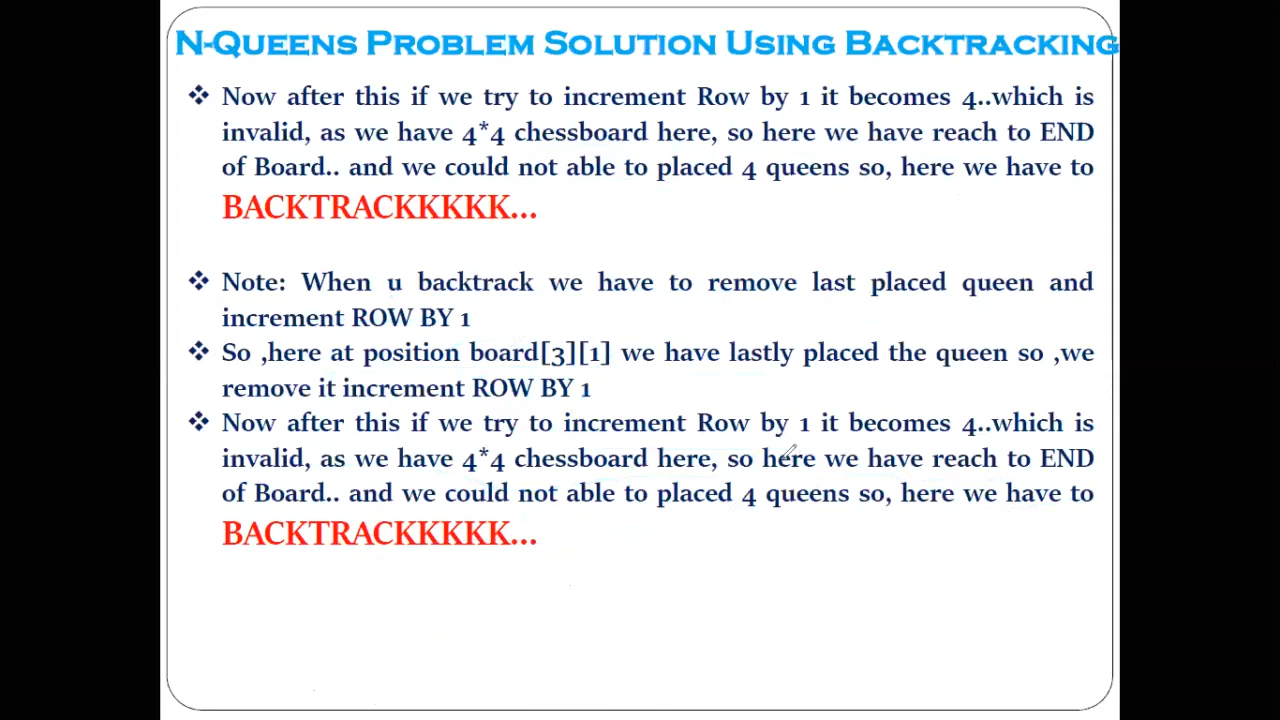 N-Queens Problem Solution Using Backtracking
❖ Now after this if we try to increment Row by 1 it becomes 4..which is
invalid, as we have 4*4 chessboard here, so here we have reach to END
of Board.. and we could not able to placed 4 queens so, here we have to
BACKTRACKKKKK...
❖ Note: When u backtrack we have to remove last placed queen and
increment ROW BY 1
❖ So ,here at position board[3][1] we have lastly placed the queen so ,we
remove it increment ROW BY 1
❖ Now after this if we try to increment Row by 1 it becomes 4..which is
invalid, as we have 4*4 chessboard here, so here we have reach to END
of Board.. and we could not able to placed 4 queens so, here we have to
BACKTRACKKKKK...